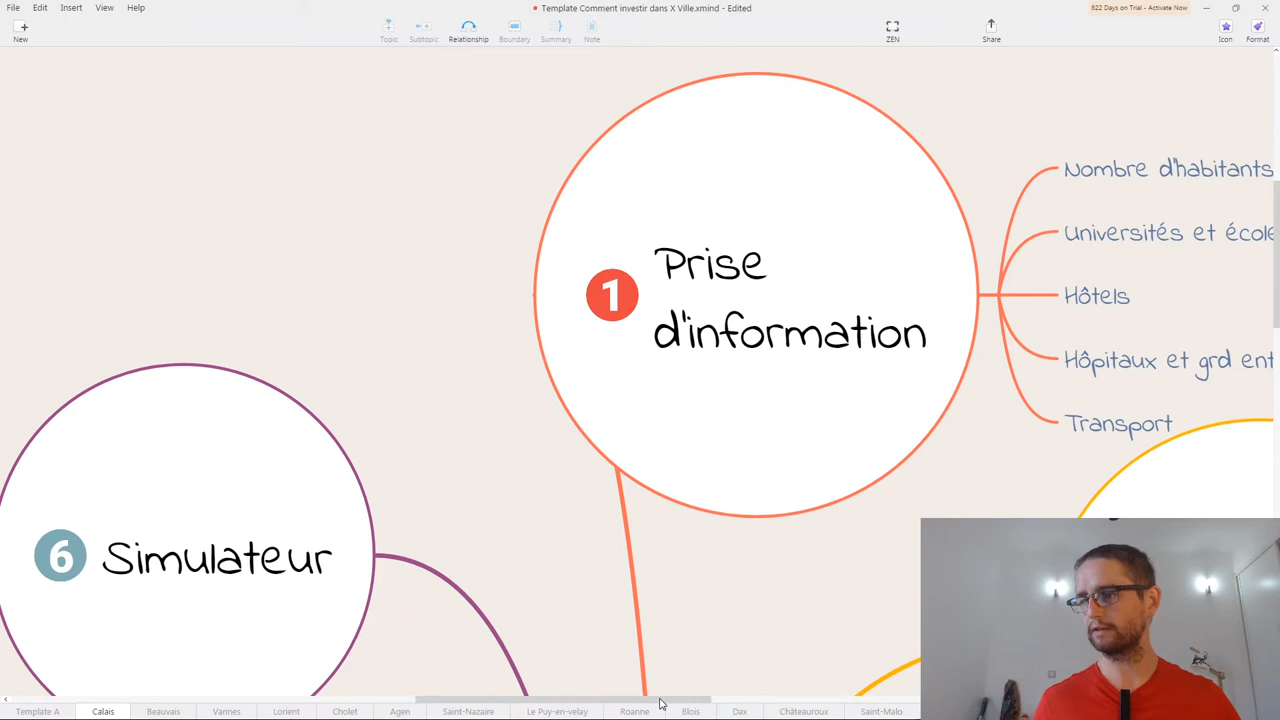 File Edit Insert View Help
Template Comment investir dans X Ville.xmind - Edited
622 Days on Trial - Activate Now
New
Topic
Subtopic
Relationship
Boundary
Summary
Note
ZEN
Share
Icon
Format
1 Prise
d'information
Nombre d'habitants
Universités et école
Hôtels
Hôpitaux et grd ent
Transport
6 Simulateur
Template A Calais Beauvais Vannes Lorient Cholet Agen Saint-Nazaire Le Puy-en-velay Roanne Blois Dax Châteauroux Saint-Malo